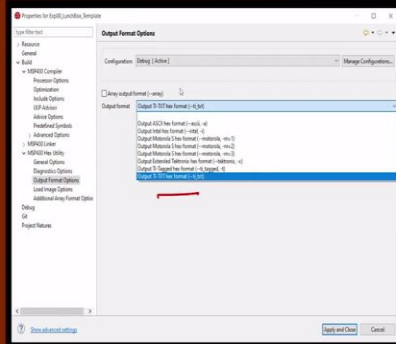 Properties for Exp00_LunchBox_Template
type filter text
Output Format Options
Resource
General
Build
MSP430 Compiler
Processor Options
Optimization
Include Options
ULP Advisor
Advice Options
Predefined Symbols
Advanced Options
MSP430 Linker
MSP430 Hex Utility
General Options
Diagnostics Options
Output Format Options
Load Image Options
Additional Array Format Option
Debug
Git
Project Natures
Configuration: Debug [ Active ]
Manage Configurations...
Array output format (--array)
Output format
Output TI-TXT hex format (--ti_txt)
Output ASCII hex format (--ascii, -a)
Output Intel hex format (--intel, -i)
Output Motorola S hex format (--motorola, -m=1)
Output Motorola S hex format (--motorola, -m=2)
Output Motorola S hex format (--motorola, -m=3)
Output Extended Tektronix hex format (--tektronix, -x)
Output TI-Tagged hex format (--ti_tagged, -t)
Output TI-TXT hex format (--ti_txt)
Show advanced settings
Apply and Close
Cancel